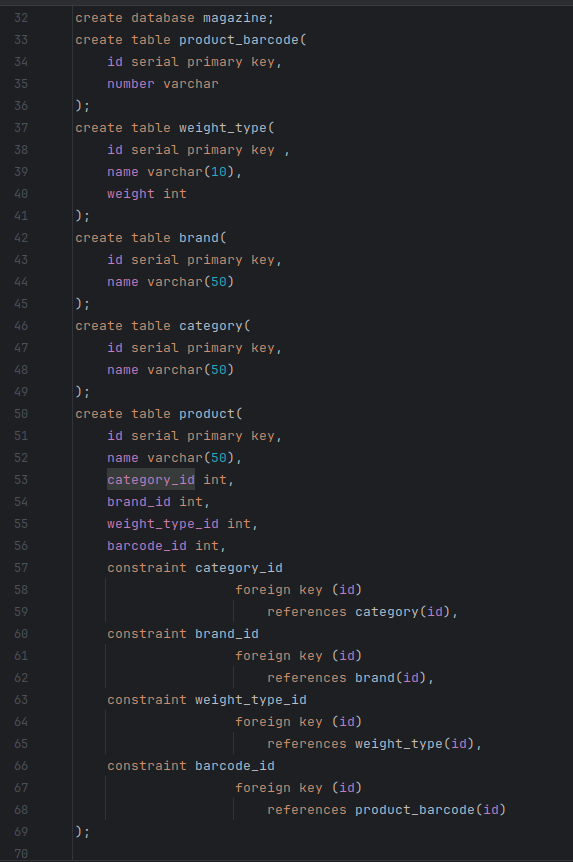 32 create database magazine;
33 create table product_barcode(
34 id serial primary key,
35 number varchar
36 );
37 create table weight_type(
38 id serial primary key ,
39 name varchar(10),
40 weight int
41 );
42 create table brand(
43 id serial primary key,
44 name varchar(50)
45 );
46 create table category(
47 id serial primary key,
48 name varchar(50)
49 );
50 create table product(
51 id serial primary key,
52 name varchar(50),
53 category_id int,
54 brand_id int,
55 weight_type_id int,
56 barcode_id int,
57 constraint category_id
58 foreign key (id)
59 references category(id),
60 constraint brand_id
61 foreign key (id)
62 references brand(id),
63 constraint weight_type_id
64 foreign key (id)
65 references weight_type(id),
66 constraint barcode_id
67 foreign key (id)
68 references product_barcode(id)
69 );
70